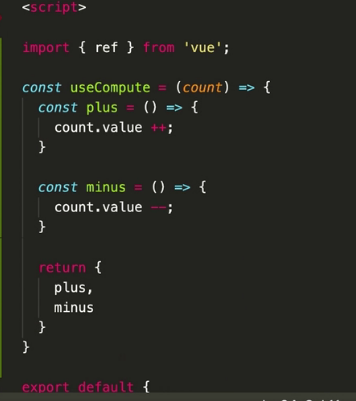 <script>
import { ref } from 'vue';
const useCompute = (count) => {
const plus = () => {
count.value ++;
}
const minus = () => {
count.value --;
}
return {
plus,
minus
}
}
export default {